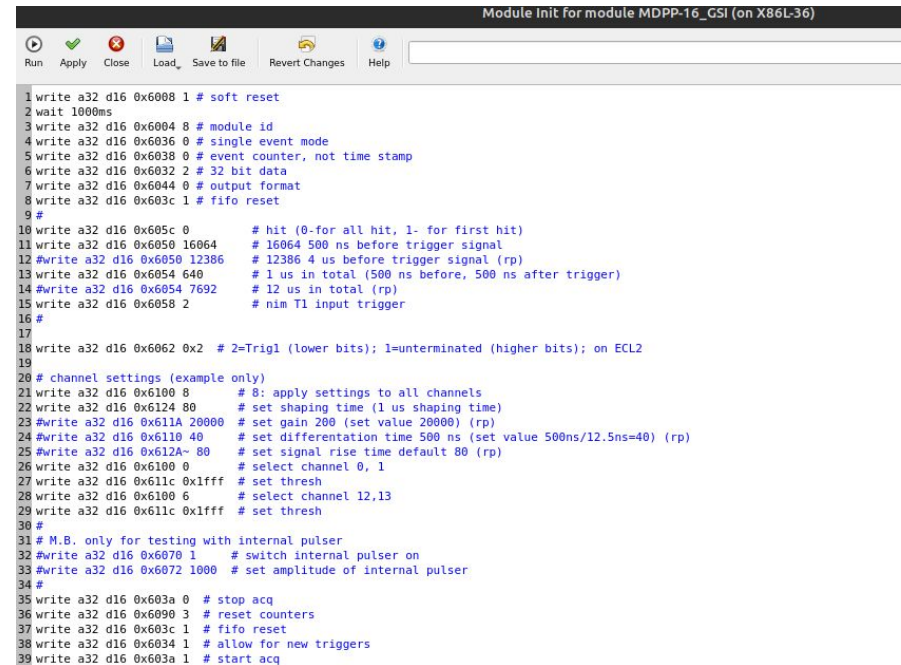 Module Init for module MDPP-16_GSI (on X86L-36)
Run Apply Close Load Save to file Revert Changes Help
1 write a32 d16 0x6008 1 # soft reset
2 wait 1000ms
3 write a32 d16 0x6004 8 # module id
4 write a32 d16 0x6036 0 # single event mode
5 write a32 d16 0x6038 0 # event counter, not time stamp
6 write a32 d16 0x6032 2 # 32 bit data
7 write a32 d16 0x6044 0 # output format
8 write a32 d16 0x603c 1 # fifo reset
9 #
10 write a32 d16 0x605c 0 # hit (0-for all hit, 1- for first hit)
11 write a32 d16 0x6050 16064 # 16064 500 ns before trigger signal
12 #write a32 d16 0x6050 12386 # 12386 4 us before trigger signal (rp)
13 write a32 d16 0x6054 640 # 1 us in total (500 ns before, 500 ns after trigger)
14 #write a32 d16 0x6054 7692 # 12 us in total (rp)
15 write a32 d16 0x6058 2 # nim T1 input trigger
16 #
17
18 write a32 d16 0x6062 0x2 # 2=Trig1 (lower bits); 1=unterminated (higher bits); on ECL2
19
20 # channel settings (example only)
21 write a32 d16 0x6100 8 # 8: apply settings to all channels
22 write a32 d16 0x6124 80 # set shaping time (1 us shaping time)
23 #write a32 d16 0x611A 20000 # set gain 200 (set value 20000) (rp)
24 #write a32 d16 0x6110 40 # set differentation time 500 ns (set value 500ns/12.5ns=40) (rp)
25 #write a32 d16 0x612A~ 80 # set signal rise time default 80 (rp)
26 write a32 d16 0x6100 0 # select channel 0, 1
27 write a32 d16 0x611c 0x1fff # set thresh
28 write a32 d16 0x6100 6 # select channel 12,13
29 write a32 d16 0x611c 0x1fff # set thresh
30 #
31 # M.B. only for testing with internal pulser
32 #write a32 d16 0x6070 1 # switch internal pulser on
33 #write a32 d16 0x6072 1000 # set amplitude of internal pulser
34 #
35 write a32 d16 0x603a 0 # stop acq
36 write a32 d16 0x6090 3 # reset counters
37 write a32 d16 0x603c 1 # fifo reset
38 write a32 d16 0x6034 1 # allow for new triggers
39 write a32 d16 0x603a 1 # start acq